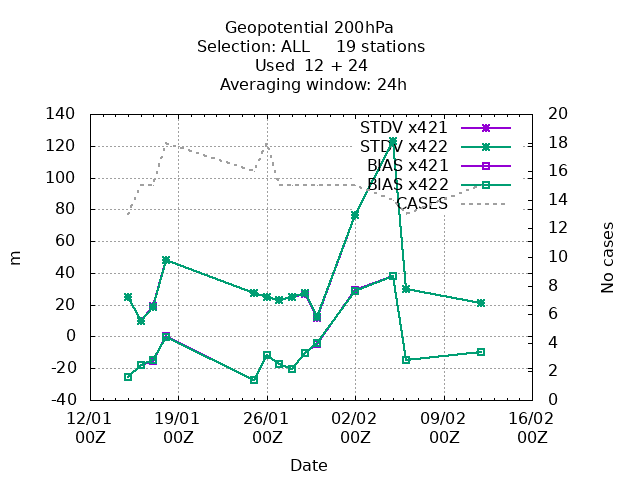 Geopotential 200hPa
Selection: ALL     19 stations
Used  12 + 24
Averaging window: 24h
140
120
100
80
60
40
20
0
-20
-40
20
18
16
14
12
10
8
6
4
2
0
STDV x421
STDV x422
BIAS x421
BIAS x422
CASES
m
No cases
12/01 19/01 26/01 02/02 09/02 16/02
00Z 00Z 00Z 00Z 00Z 00Z
Date